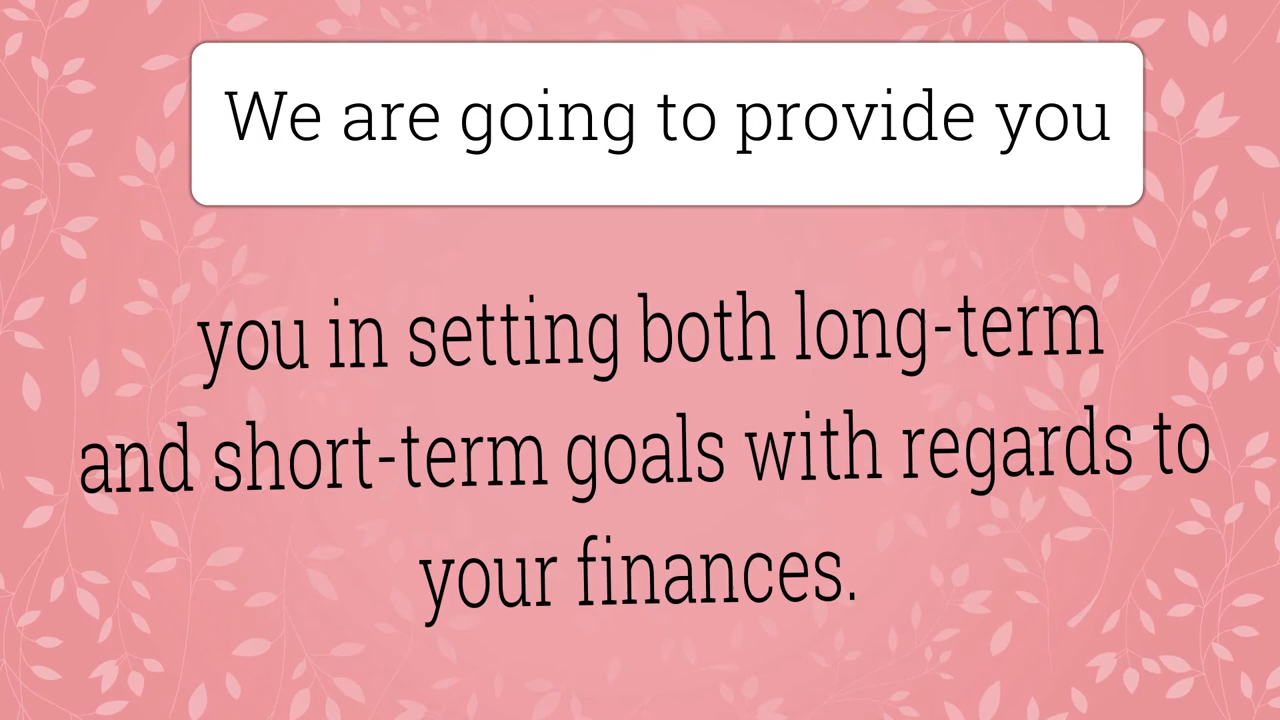 We are going to provide you
you in setting both long-term
and short-term goals with regards to
your finances.